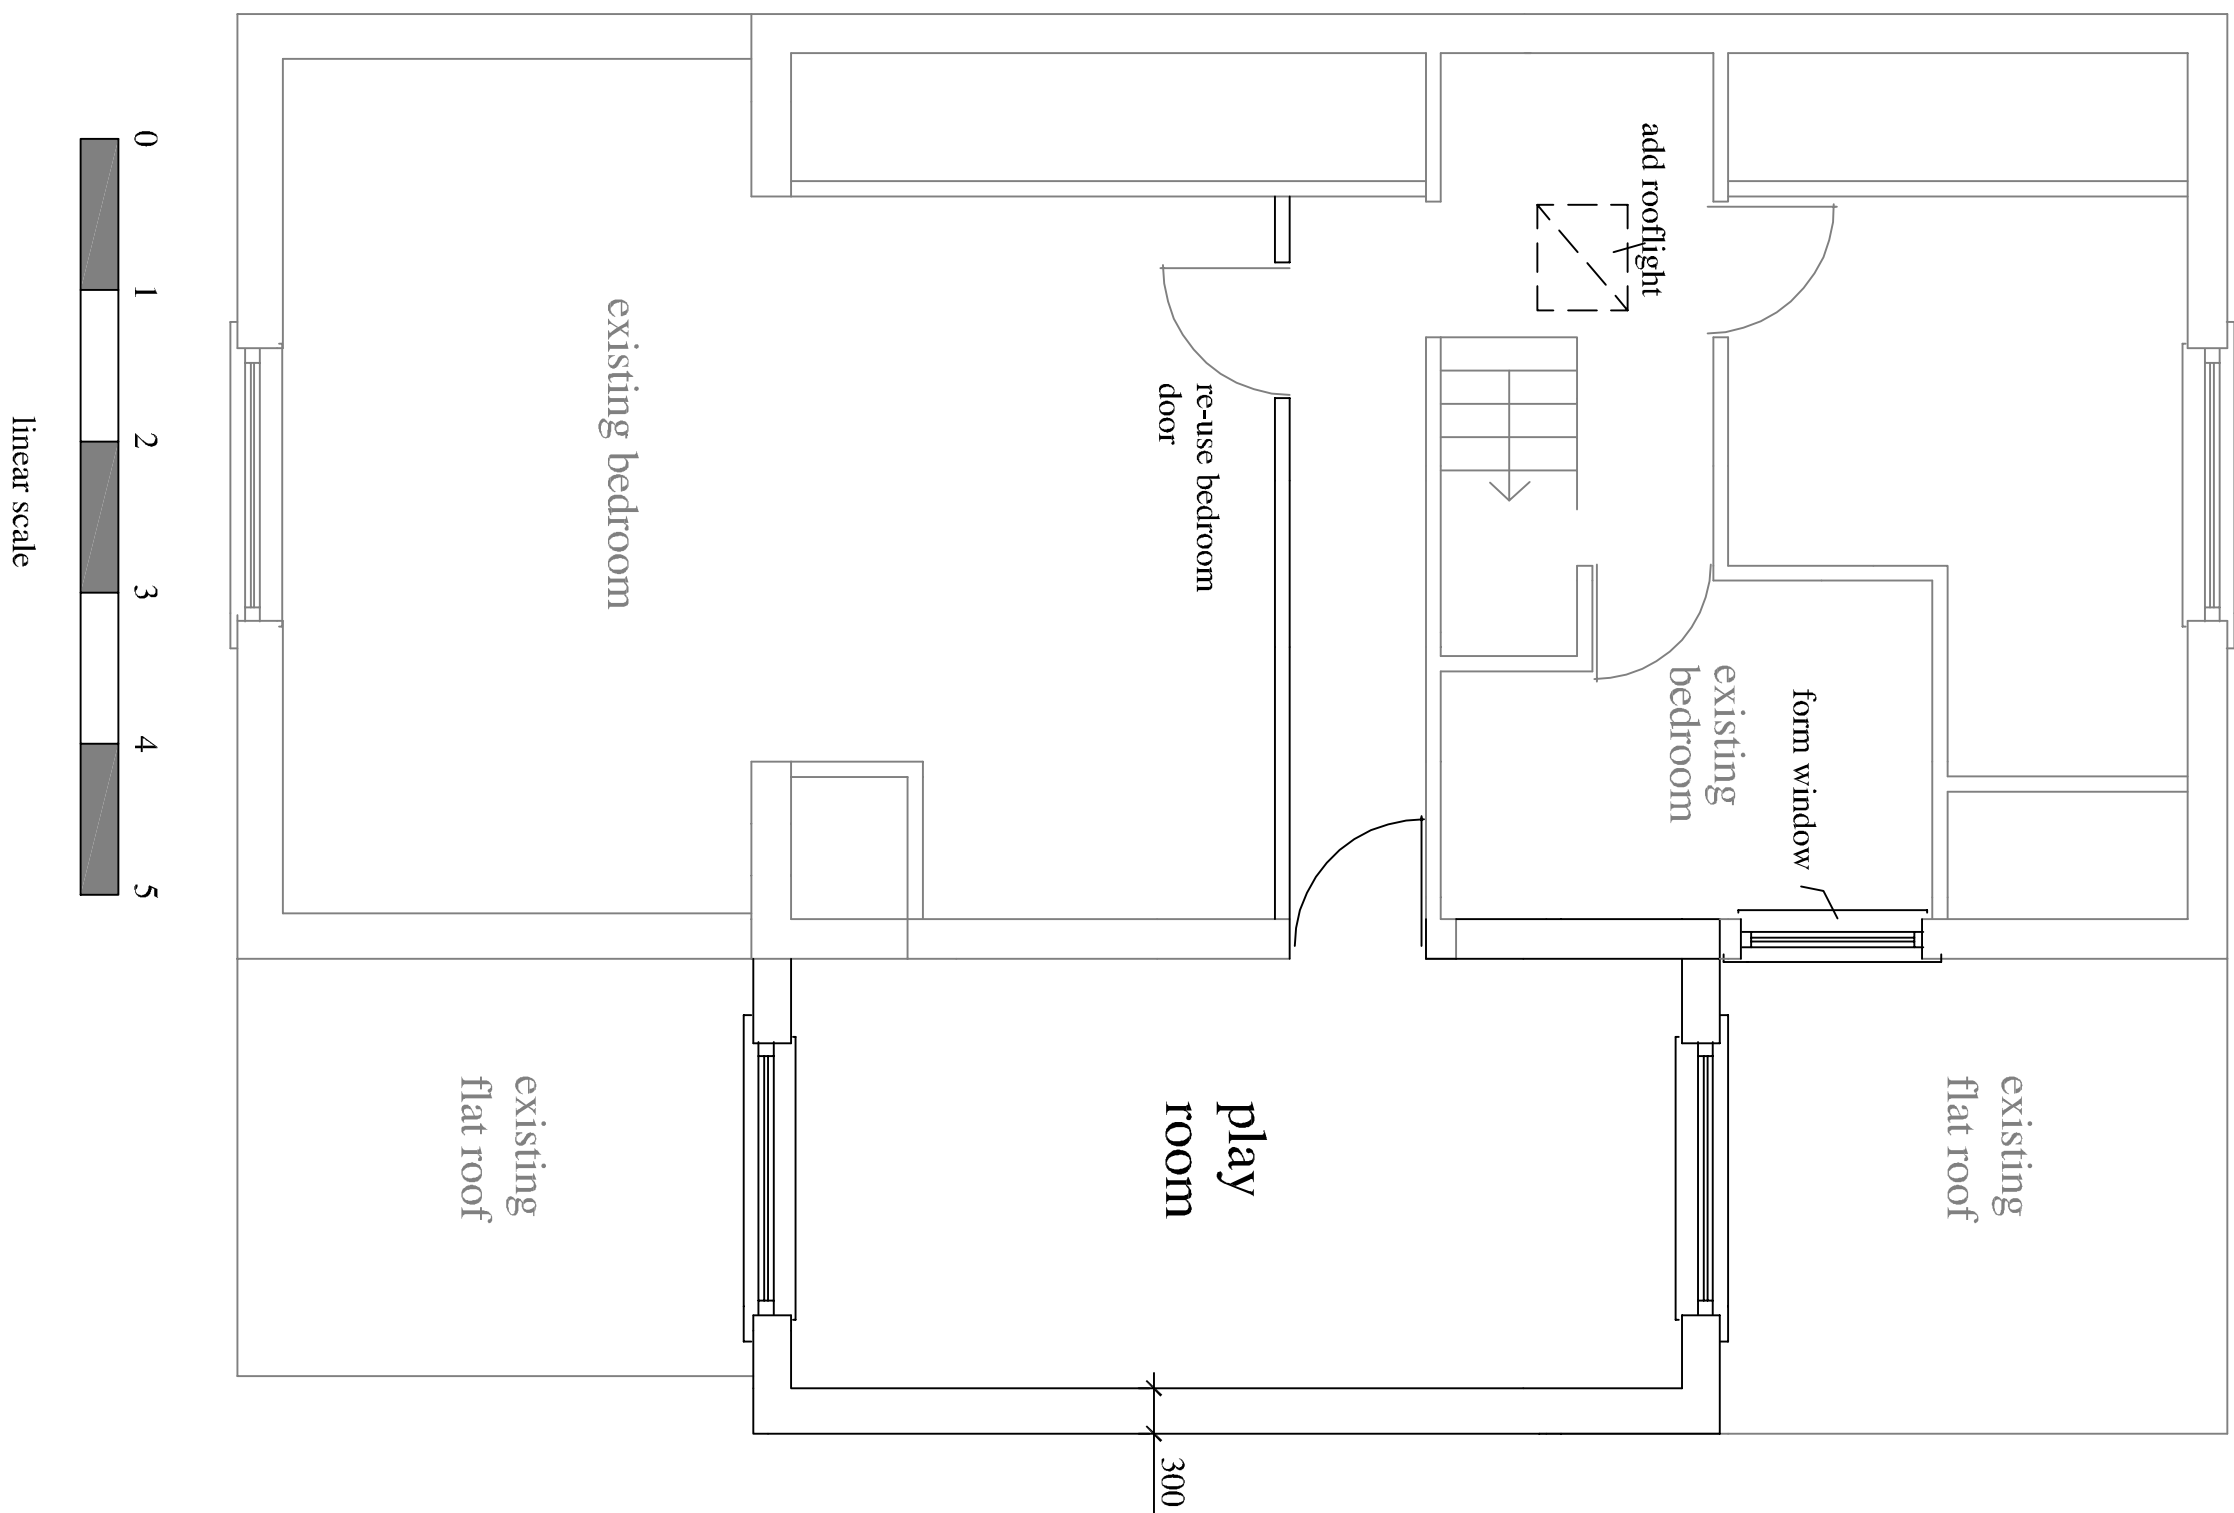 add rooflight
existing bedroom
re-use bedroom
door
existing
bedroom
form window
play
room
existing
flat roof
existing
flat roof
300
0
1
2
3
4
5
linear scale